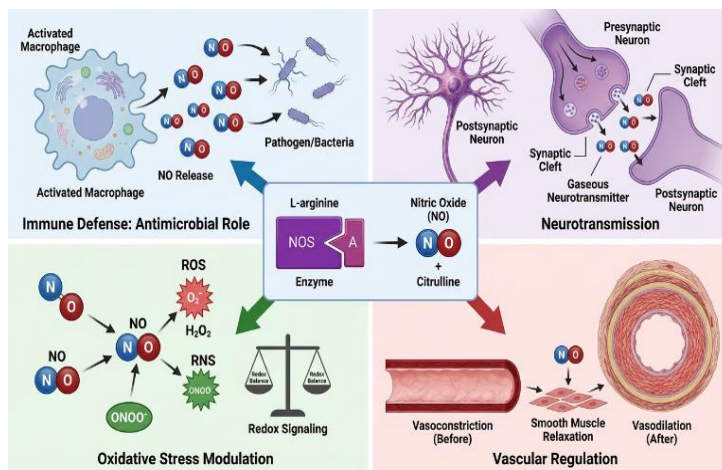 Activated
Macrophage
N O
N O
N O
N O
N O
N O
N O
NO Release
Pathogen/Bacteria
Activated Macrophage
Immune Defense: Antimicrobial Role
Presynaptic
Neuron
Synaptic
Cleft
N O
N O
N O
N O
N O
Postsynaptic
Neuron
Synaptic
Cleft
Gaseous
Neurotransmitter
Postsynaptic
Neuron
Neurotransmission
L-arginine
NOS
A
Enzyme
Nitric Oxide
(NO)
N O
+
Citrulline
N
O
NO
N O
NO
N O
ONOO⁻
ROS
O₂⁻
H₂O₂
RNS
ONOO
Redox
Balance
Redox
Balance
Redox Signaling
Oxidative Stress Modulation
N O
Vasoconstriction
(Before)
Smooth Muscle
Relaxation
Vasodilation
(After)
Vascular Regulation